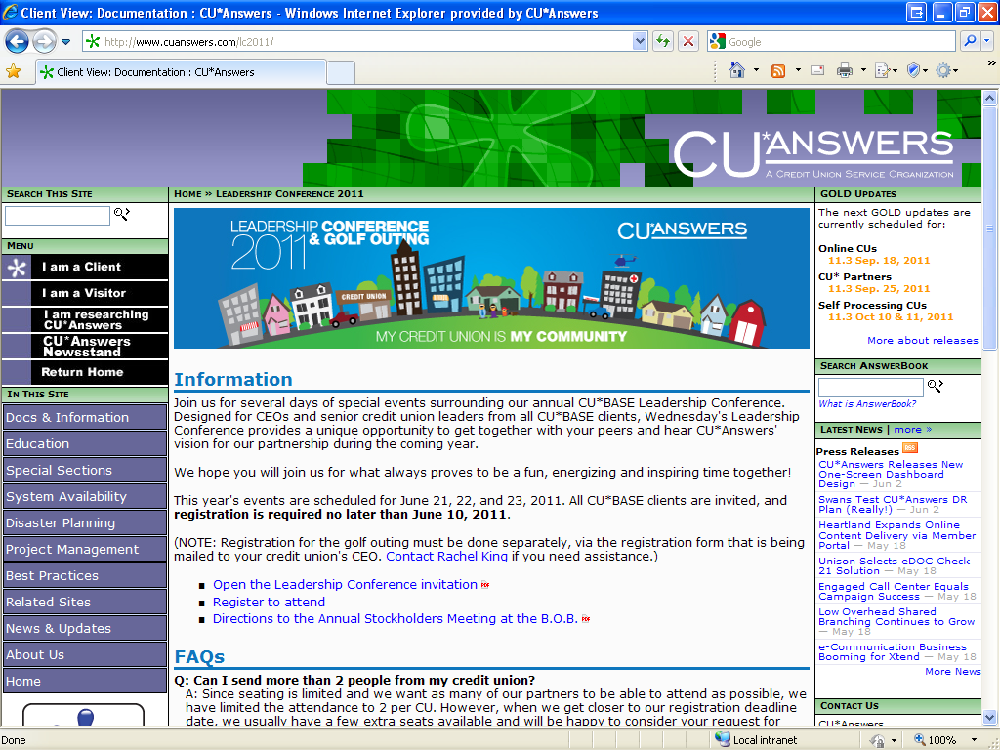 Client View: Documentation : CU*Answers - Windows Internet Explorer provided by CU*Answers
http://www.cuanswers.com/lc2011/
Google
Client View: Documentation : CU*Answers
CU*ANSWERS
A CREDIT UNION SERVICE ORGANIZATION
SEARCH THIS SITE
MENU
I am a Client
I am a Visitor
I am researching
CU*Answers
CU*Answers
Newsstand
Return Home
IN THIS SITE
Docs & Information
Education
Special Sections
System Availability
Disaster Planning
Project Management
Best Practices
Related Sites
News & Updates
About Us
Home
HOME » LEADERSHIP CONFERENCE 2011
LEADERSHIP CONFERENCE
2011 & GOLF OUTING
CU*ANSWERS
CREDIT UNION
MY CREDIT UNION IS MY COMMUNITY
Information
Join us for several days of special events surrounding our annual CU*BASE Leadership Conference.
Designed for CEOs and senior credit union leaders from all CU*BASE clients, Wednesday's Leadership
Conference provides a unique opportunity to get together with your peers and hear CU*Answers'
vision for our partnership during the coming year.
We hope you will join us for what always proves to be a fun, energizing and inspiring time together!
This year's events are scheduled for June 21, 22, and 23, 2011. All CU*BASE clients are invited, and
registration is required no later than June 10, 2011.
(NOTE: Registration for the golf outing must be done separately, via the registration form that is being
mailed to your credit union's CEO. Contact Rachel King if you need assistance.)
Open the Leadership Conference invitation
Register to attend
Directions to the Annual Stockholders Meeting at the B.O.B.
FAQs
Q: Can I send more than 2 people from my credit union?
A: Since seating is limited and we want as many of our partners to be able to attend as possible, we
have limited the attendance to 2 per CU. However, when we get closer to our registration deadline
date, we usually have a few extra seats available and will be happy to consider your request for
GOLD UPDATES
The next GOLD updates are
currently scheduled for:
Online CUs
11.3 Sep. 18, 2011
CU* Partners
11.3 Sep. 25, 2011
Self Processing CUs
11.3 Oct 10 & 11, 2011
More about releases
SEARCH ANSWERBOOK
What is AnswerBook?
LATEST NEWS | more »
Press Releases RSS
CU*Answers Releases New
One-Screen Dashboard
Design — Jun 2
Swans Test CU*Answers DR
Plan (Really!) — Jun 2
Heartland Expands Online
Content Delivery via Member
Portal — May 18
Unison Selects eDOC Check
21 Solution — May 18
Engaged Call Center Equals
Campaign Success — May 18
Low Overhead Shared
Branching Continues to Grow
— May 18
e-Communication Business
Booming for Xtend — May 18
More News
CONTACT US
CU*Answers
Done
Local intranet
100%